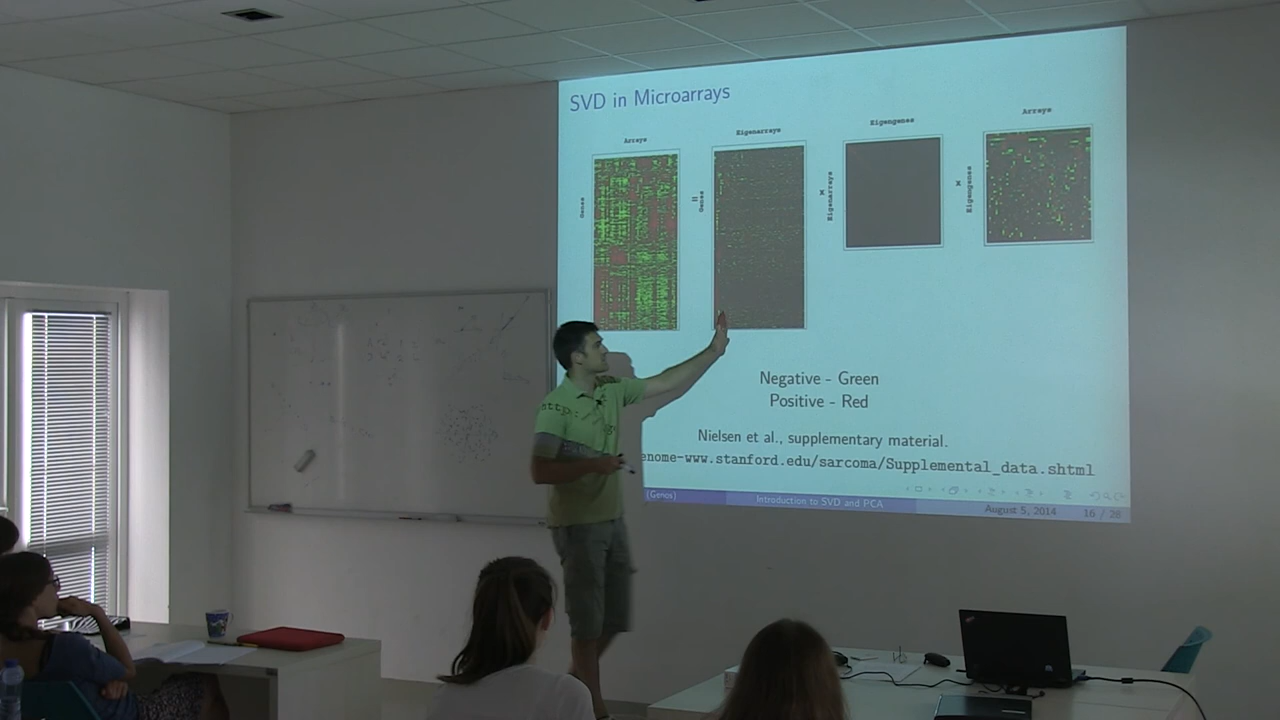 SVD in Microarrays
Arrays
Eigenarrays
Eigengenes
Arrays
Genes
=
Genes
x
Eigenarrays
x
Eigengenes
Negative - Green
Positive - Red
Nielsen et al., supplementary material.
enome-www.stanford.edu/sarcoma/Supplemental_data.shtml
(Genos)
Introduction to SVD and PCA
August 5, 2014
16 / 26